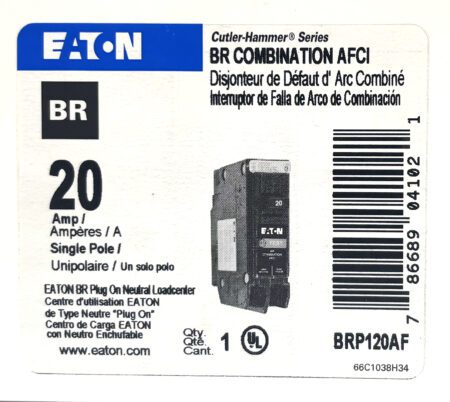 EATON
Cutler-Hammer® Series
BR COMBINATION AFCI
Disjonteur de Défaut d' Arc Combiné
Interruptor de Falla de Arco de Combinación
BR
20
Amp /
Ampères / A
Single Pole /
Unipolaire / Un solo polo
EATON BR Plug On Neutral Loadcenter
Centre d'utilisation EATON
de Type Neutre "Plug On"
Centro de Carga EATON
con Neutro Enchufable
www.eaton.com
20
EATON
Qty.
Qté.
Cant.
1
UL
7 86689 04102 1
BRP120AF
66C1038H34